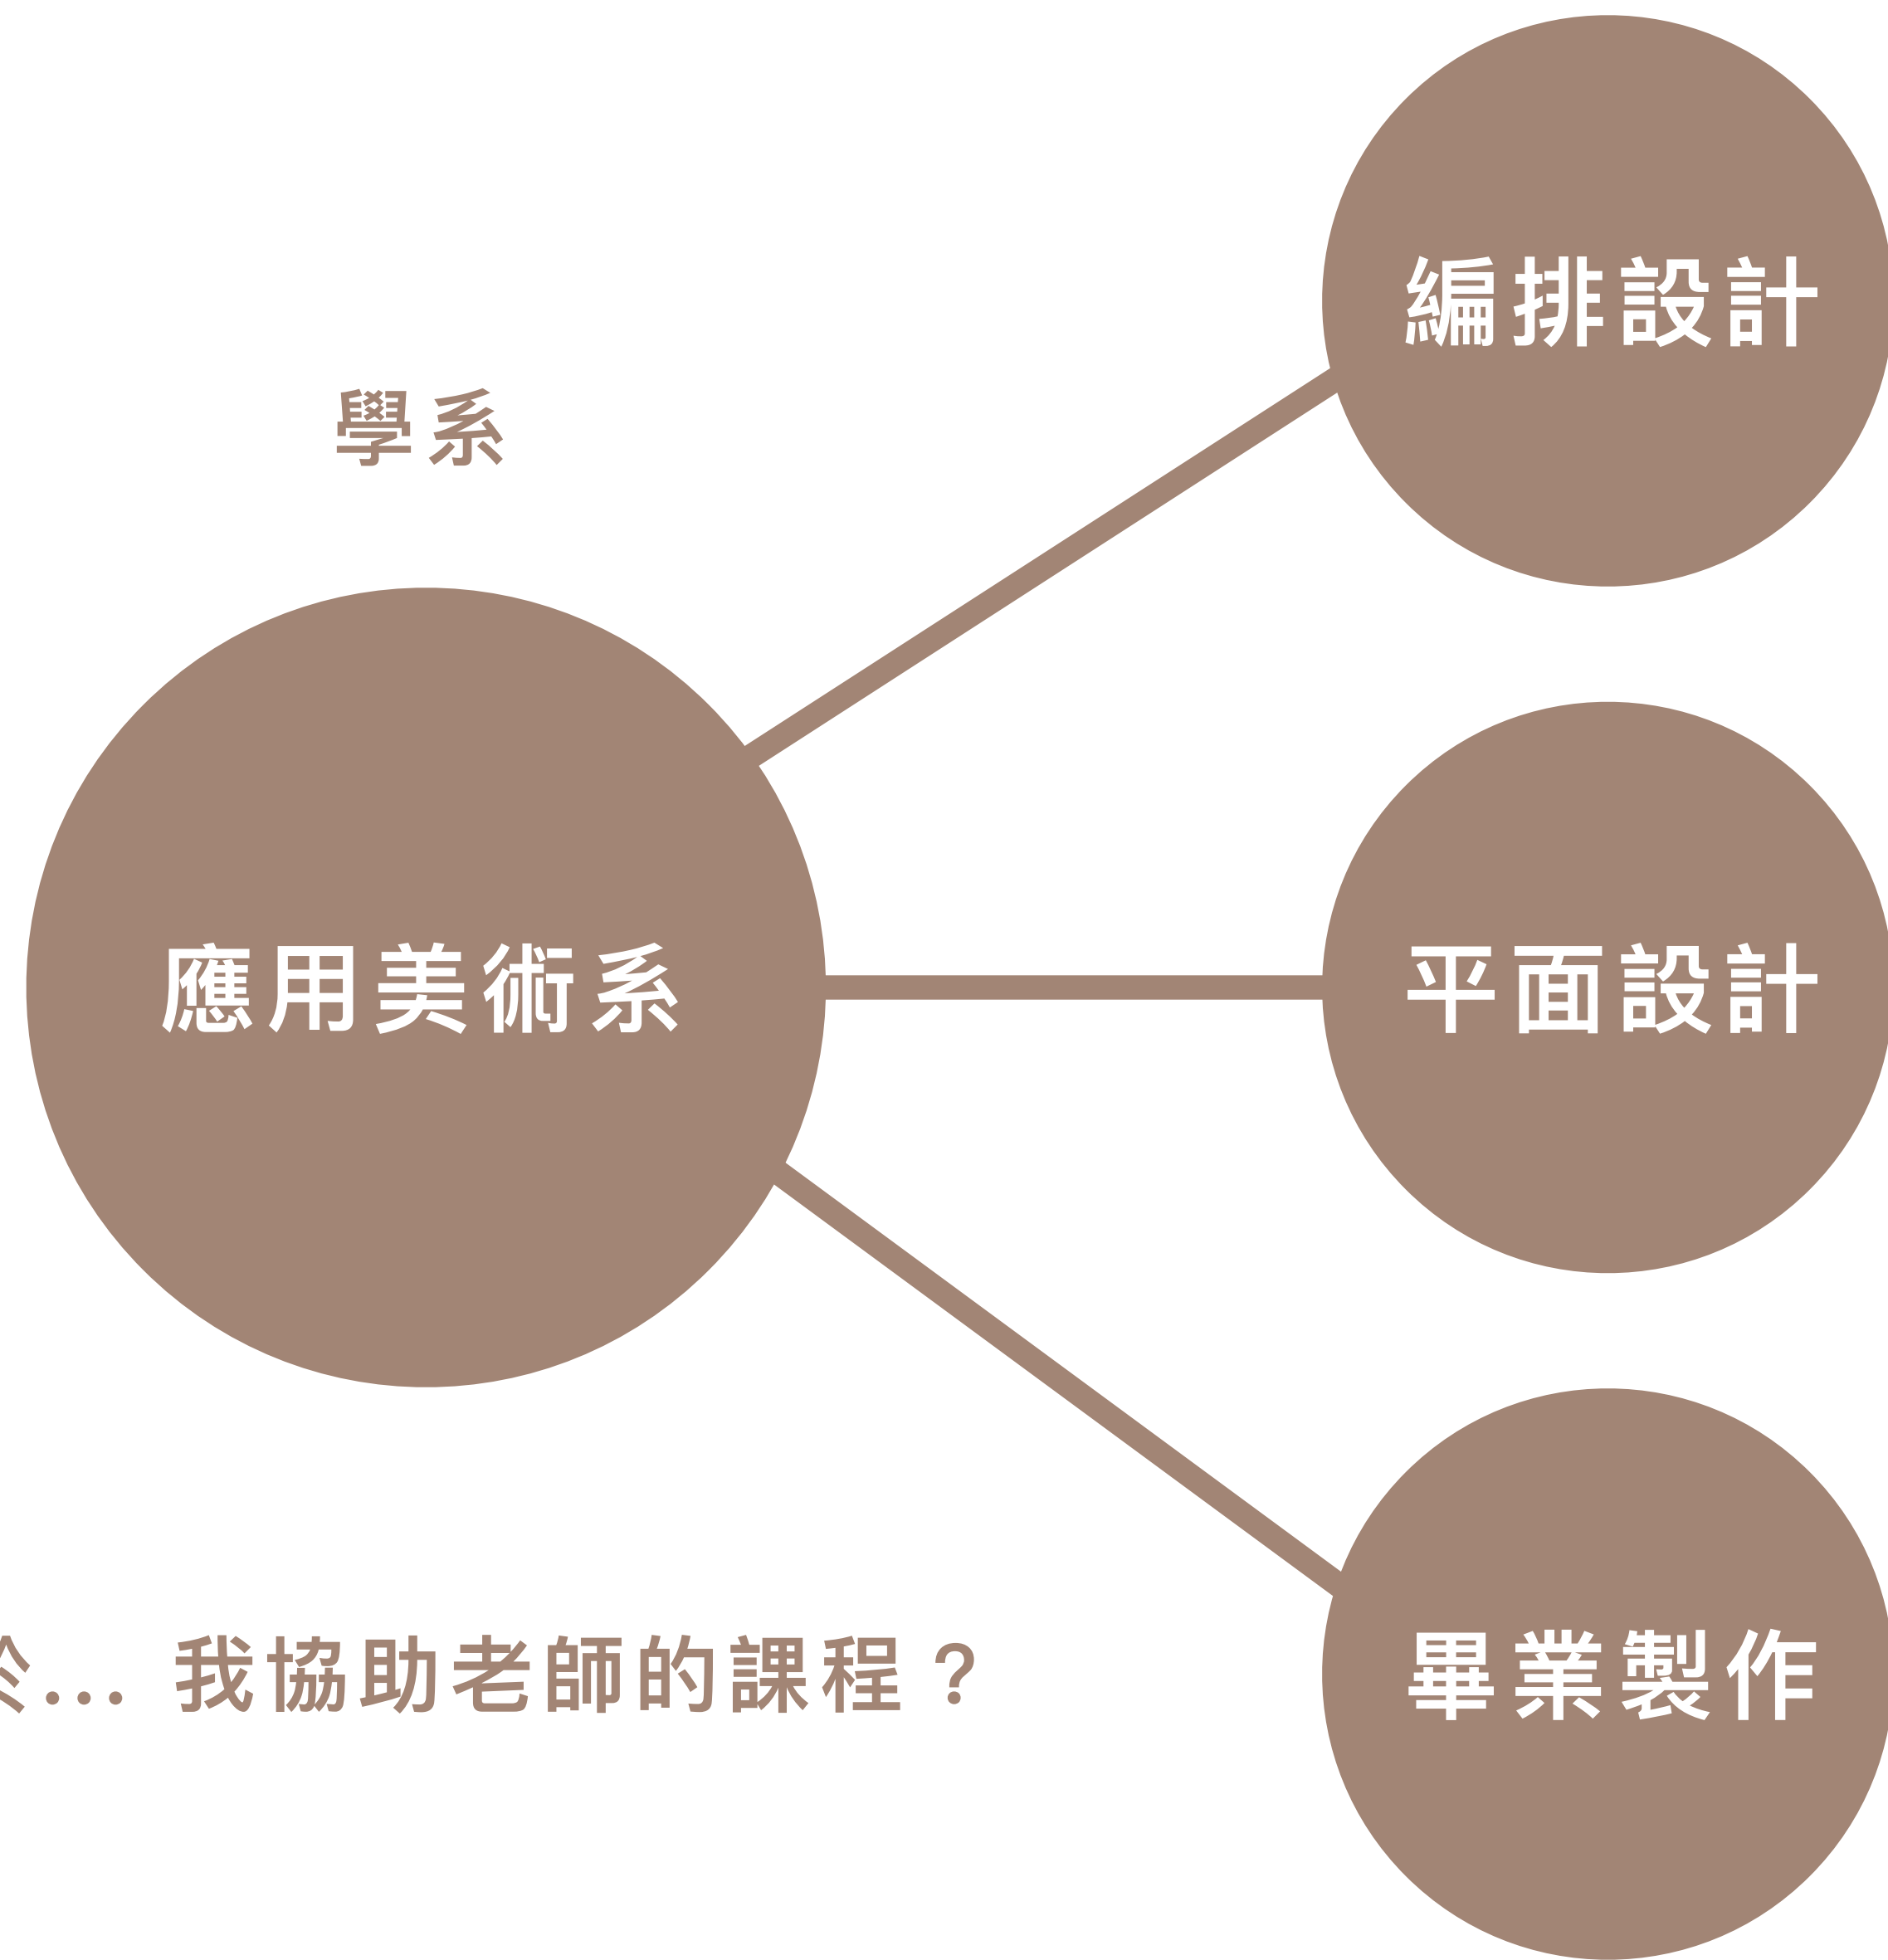 編排設計
學系
應用美術系
平面設計
... 我協助老師的課程？
畢業製作